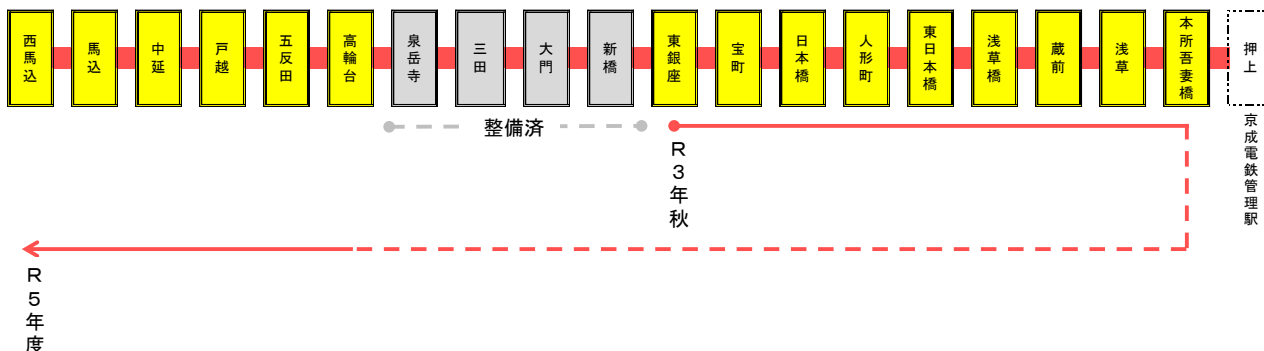 西馬込
馬込
中延
戸越
五反田
高輪台
泉岳寺
三田
大門
新橋
東銀座
宝町
日本橋
人形町
東日本橋
浅草橋
蔵前
浅草
本所吾妻橋
押上
京成電鉄管理駅
整備済
R3年秋
R5年度